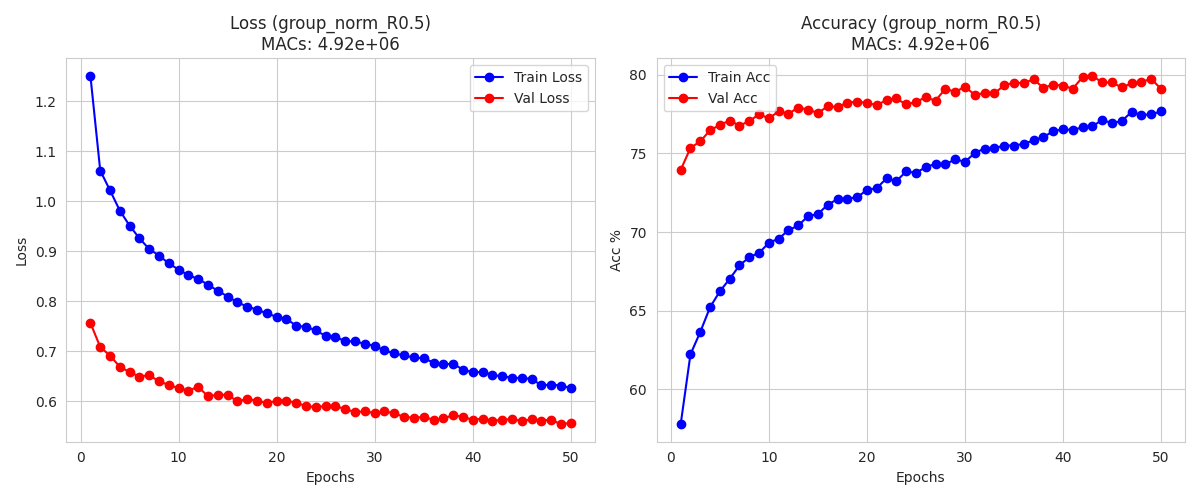 Loss (group_norm_R0.5)
MACs: 4.92e+06
Train Loss
Val Loss
1.2
1.1
1.0
0.9
0.8
0.7
0.6
Loss
0
10
20
30
40
50
Epochs
Accuracy (group_norm_R0.5)
MACs: 4.92e+06
Train Acc
Val Acc
80
75
70
65
60
Acc %
0
10
20
30
40
50
Epochs